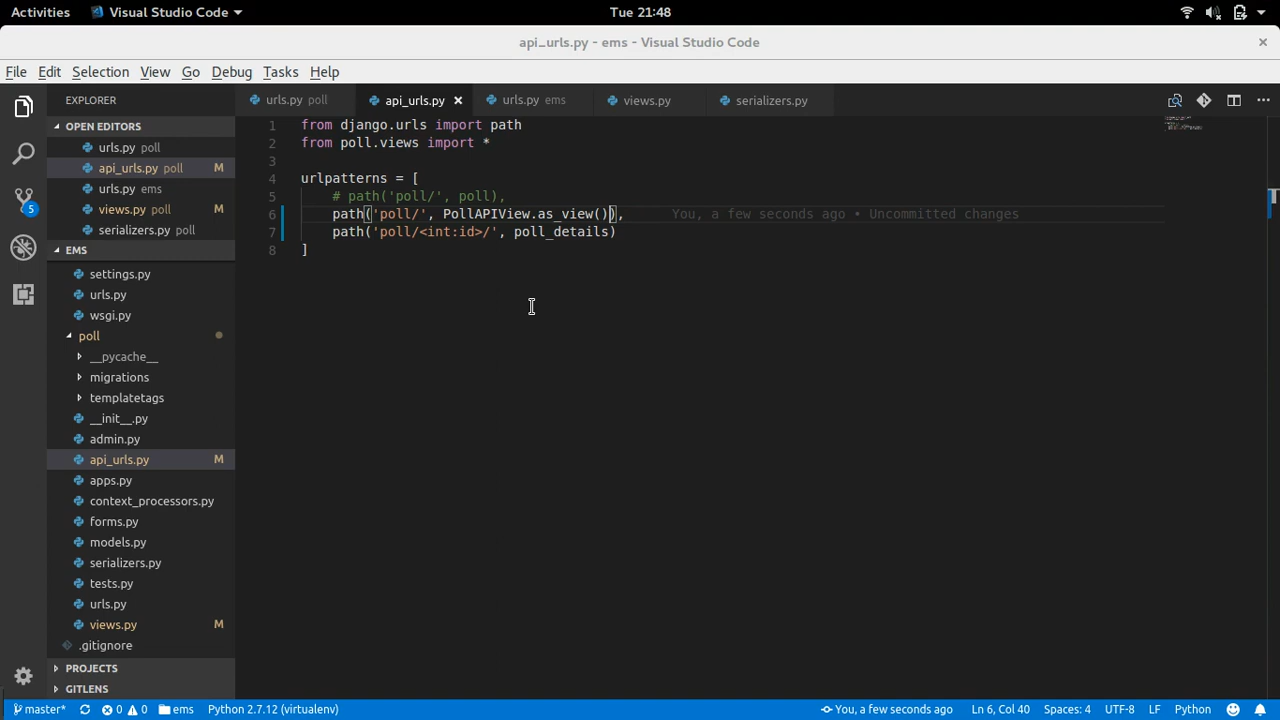 Activities Visual Studio Code Tue 21:48
api_urls.py - ems - Visual Studio Code
File Edit Selection View Go Debug Tasks Help
EXPLORER
OPEN EDITORS
urls.py poll
api_urls.py poll M
urls.py ems
views.py poll M
serializers.py poll
EMS
settings.py
urls.py
wsgi.py
poll
__pycache__
migrations
templatetags
__init__.py
admin.py
api_urls.py M
apps.py
context_processors.py
forms.py
models.py
serializers.py
tests.py
urls.py
views.py M
.gitignore
PROJECTS
GITLENS
5
urls.py poll api_urls.py urls.py ems views.py serializers.py
1 from django.urls import path
2 from poll.views import *
3
4 urlpatterns = [
5 # path('poll/', poll),
6 path('poll/', PollAPIView.as_view()), You, a few seconds ago • Uncommitted changes
7 path('poll/<int:id>/', poll_details)
8 ]
master* 0 0 ems Python 2.7.12 (virtualenv) You, a few seconds ago Ln 6, Col 40 Spaces: 4 UTF-8 LF Python